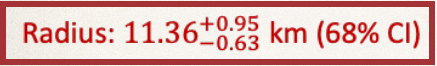 Radius: 11.36^{+0.95}_{−0.63} km (68% CI)